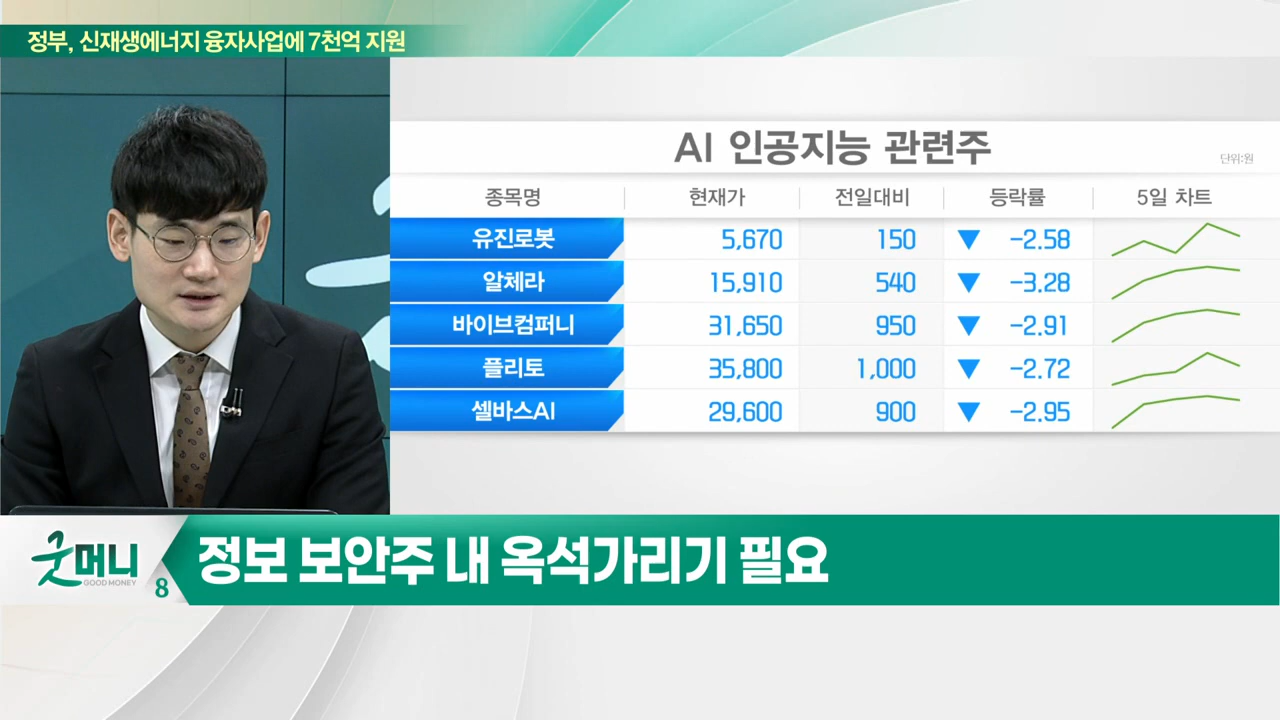 정부, 신재생에너지 융자사업에 7천억 지원
AI 인공지능 관련주
단위:원
종목명 현재가 전일대비 등락률 5일 차트
유진로봇 5,670 150 ▼ -2.58
알체라 15,910 540 ▼ -3.28
바이브컴퍼니 31,650 950 ▼ -2.91
플리토 35,800 1,000 ▼ -2.72
셀바스AI 29,600 900 ▼ -2.95
굿머니
GOOD MONEY
8
정보 보안주 내 옥석가리기 필요